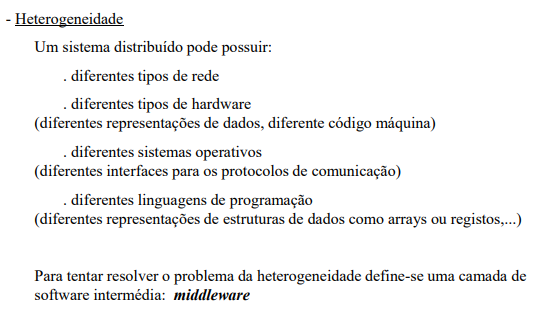 - Heterogeneidade
Um sistema distribuído pode possuir:
. diferentes tipos de rede
. diferentes tipos de hardware
(diferentes representações de dados, diferente código máquina)
. diferentes sistemas operativos
(diferentes interfaces para os protocolos de comunicação)
. diferentes linguagens de programação
(diferentes representações de estruturas de dados como arrays ou registos,...)
Para tentar resolver o problema da heterogeneidade define-se uma camada de
software intermédia: middleware